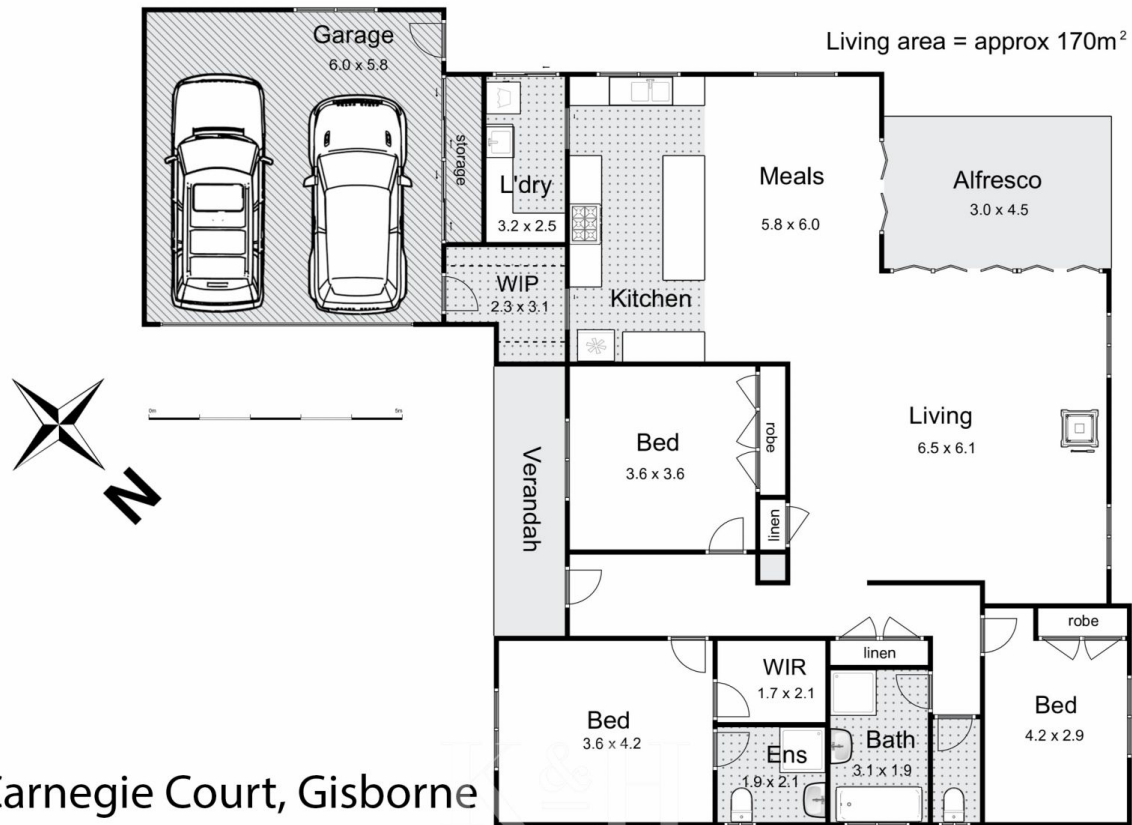 Garage
6.0 x 5.8
Living area = approx 170m²
storage
L'dry
3.2 x 2.5
Meals
5.8 x 6.0
Alfresco
3.0 x 4.5
WIP
2.3 x 3.1
Kitchen
0m
5m
N
Verandah
Bed
3.6 x 3.6
robe
linen
Living
6.5 x 6.1
robe
linen
WIR
1.7 x 2.1
Bed
3.6 x 4.2
Bed
4.2 x 2.9
Ens
1.9 x 2.1
Bath
3.1 x 1.9
K & H
Carnegie Court, Gisborne